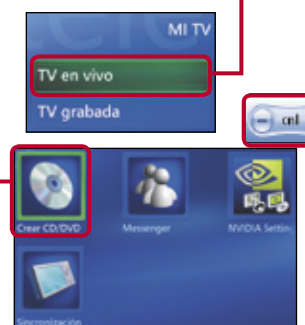 MI TV
TV en vivo
TV grabada
Crear CD/DVD
Messenger
NVIDIA Settin
Sincronización